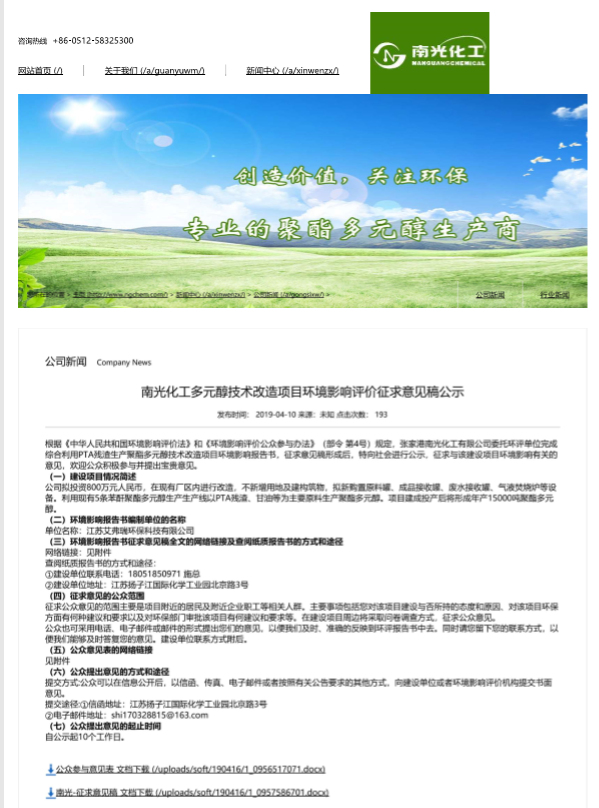 咨询热线 +86-0512-58325300
南光化工
NANGUANGCHEMICAL
网站首页 (/)
关于我们 (/a/guanyuwm/)
新闻中心 (/a/xinwenzx/)
创造价值，关注环保
专业的聚酯多元醇生产商
主页 (http://www.ngchem.com/) > 新闻中心 (/a/xinwenzx/) > 公司新闻 (/a/gongsixw/) >
公司新闻
行业新闻
公司新闻 Company News
南光化工多元醇技术改造项目环境影响评价征求意见稿公示
发布时间： 2019-04-10 来源：未知 点击次数： 193
根据《中华人民共和国环境影响评价法》和《环境影响评价公众参与办法》（部令 第4号）规定，张家港南光化工有限公司委托环评单位完成
综合利用PTA残渣生产聚酯多元醇技术改造项目环境影响报告书，征求意见稿形成后，特向社会进行公示，征求与该建设项目环境影响有关的
意见，欢迎公众积极参与并提出宝贵意见。
（一）建设项目情况简述
公司拟投资800万元人民币，在现有厂区内进行改造，不新增用地及建构筑物，拟新购置原料罐、成品接收罐、废水接收罐、气液焚烧炉等设
备。利用现有5条苯酐聚酯多元醇生产生产线以PTA残渣、甘油等为主要原料生产聚酯多元醇。项目建成投产后将形成年产15000吨聚酯多元
醇。
（二）环境影响报告书编制单位的名称
单位名称：江苏艾弗瑞环保科技有限公司
（三）环境影响报告书征求意见稿全文的网络链接及查阅纸质报告书的方式和途径
网络链接：见附件
查阅纸质报告书的方式和途径：
①建设单位联系电话：18051850971 施总
②建设单位地址：江苏扬子江国际化学工业园北京路3号
（四）征求意见的公众范围
征求公众意见的范围主要是项目附近的居民及附近企业职工等相关人群。主要事项包括您对该项目建设与否所持的态度和原因，对该项目环保
方面有何种建议和要求以及对环保部门审批该项目有何建议和要求等。在建设项目周边将采取问卷调查方式，征求公众意见。
公众也可采用电话、电子邮件或邮件的形式提出您们的意见，以便我们及时、准确的反映到环评报告书中去。同时请您留下您的联系方式，以
便我们能够及时答复您的意见。建设单位联系方式附后。
（五）公众意见表的网络链接
见附件
（六）公众提出意见的方式和途径
提交方式:公众可以在信息公开后，以信函、传真、电子邮件或者按照有关公告要求的其他方式，向建设单位或者环境影响评价机构提交书面
意见。
提交途径:①信函地址：江苏扬子江国际化学工业园北京路3号
②电子邮件地址：shi170328815@163.com
（七）公众提出意见的起止时间
自公示起10个工作日。
公众参与意见表 文档下载 (/uploads/soft/190416/1_0956517071.docx)
南光-征求意见稿 文档下载 (/uploads/soft/190416/1_0957586701.docx)